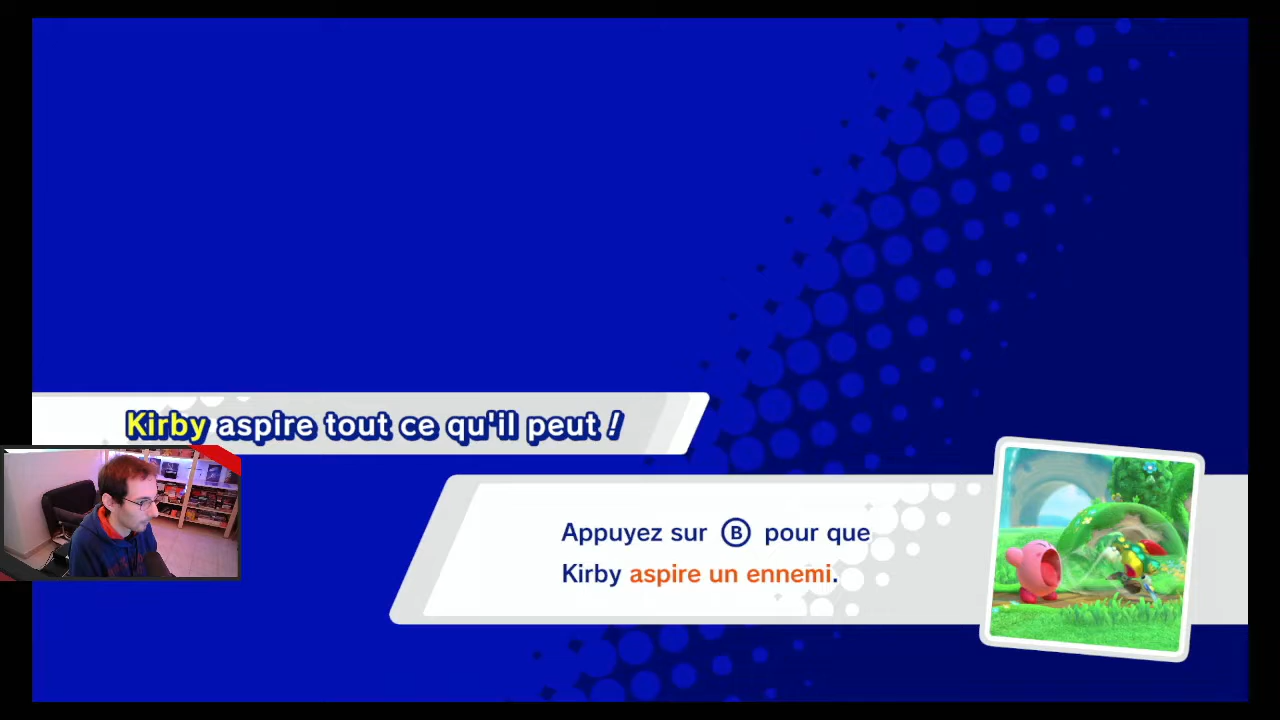 Kirby aspire tout ce qu'il peut !
Appuyez sur B pour que
Kirby aspire un ennemi.